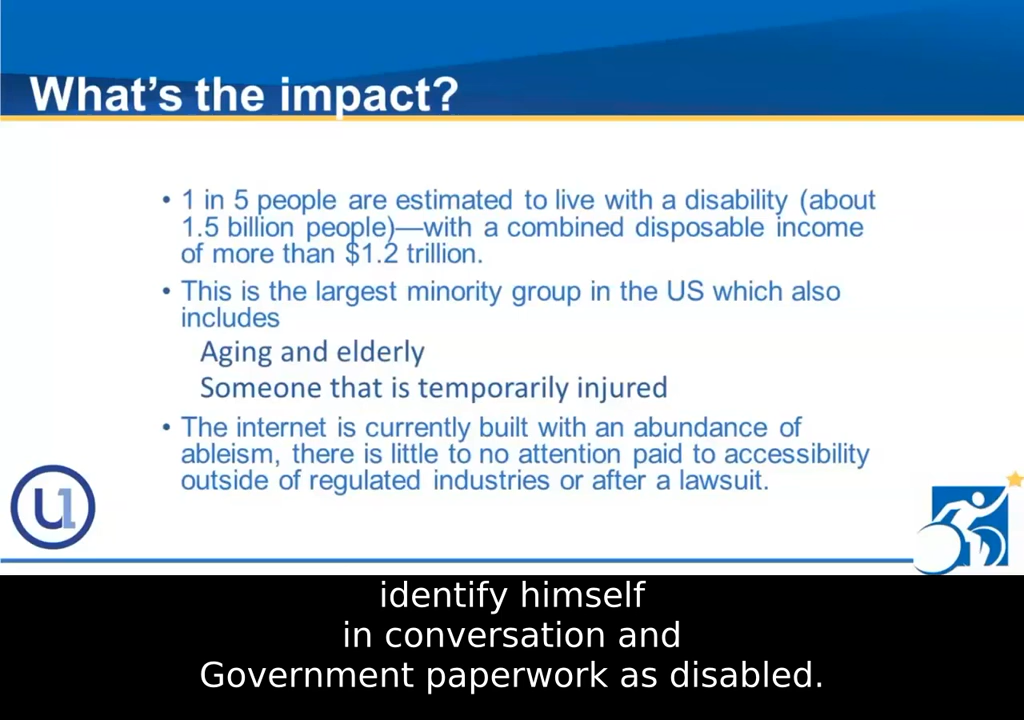 What's the impact?
• 1 in 5 people are estimated to live with a disability (about
1.5 billion people)—with a combined disposable income
of more than $1.2 trillion.
• This is the largest minority group in the US which also
includes
Aging and elderly
Someone that is temporarily injured
• The internet is currently built with an abundance of
ableism, there is little to no attention paid to accessibility
outside of regulated industries or after a lawsuit.
U1
identify himself
in conversation and
Government paperwork as disabled.